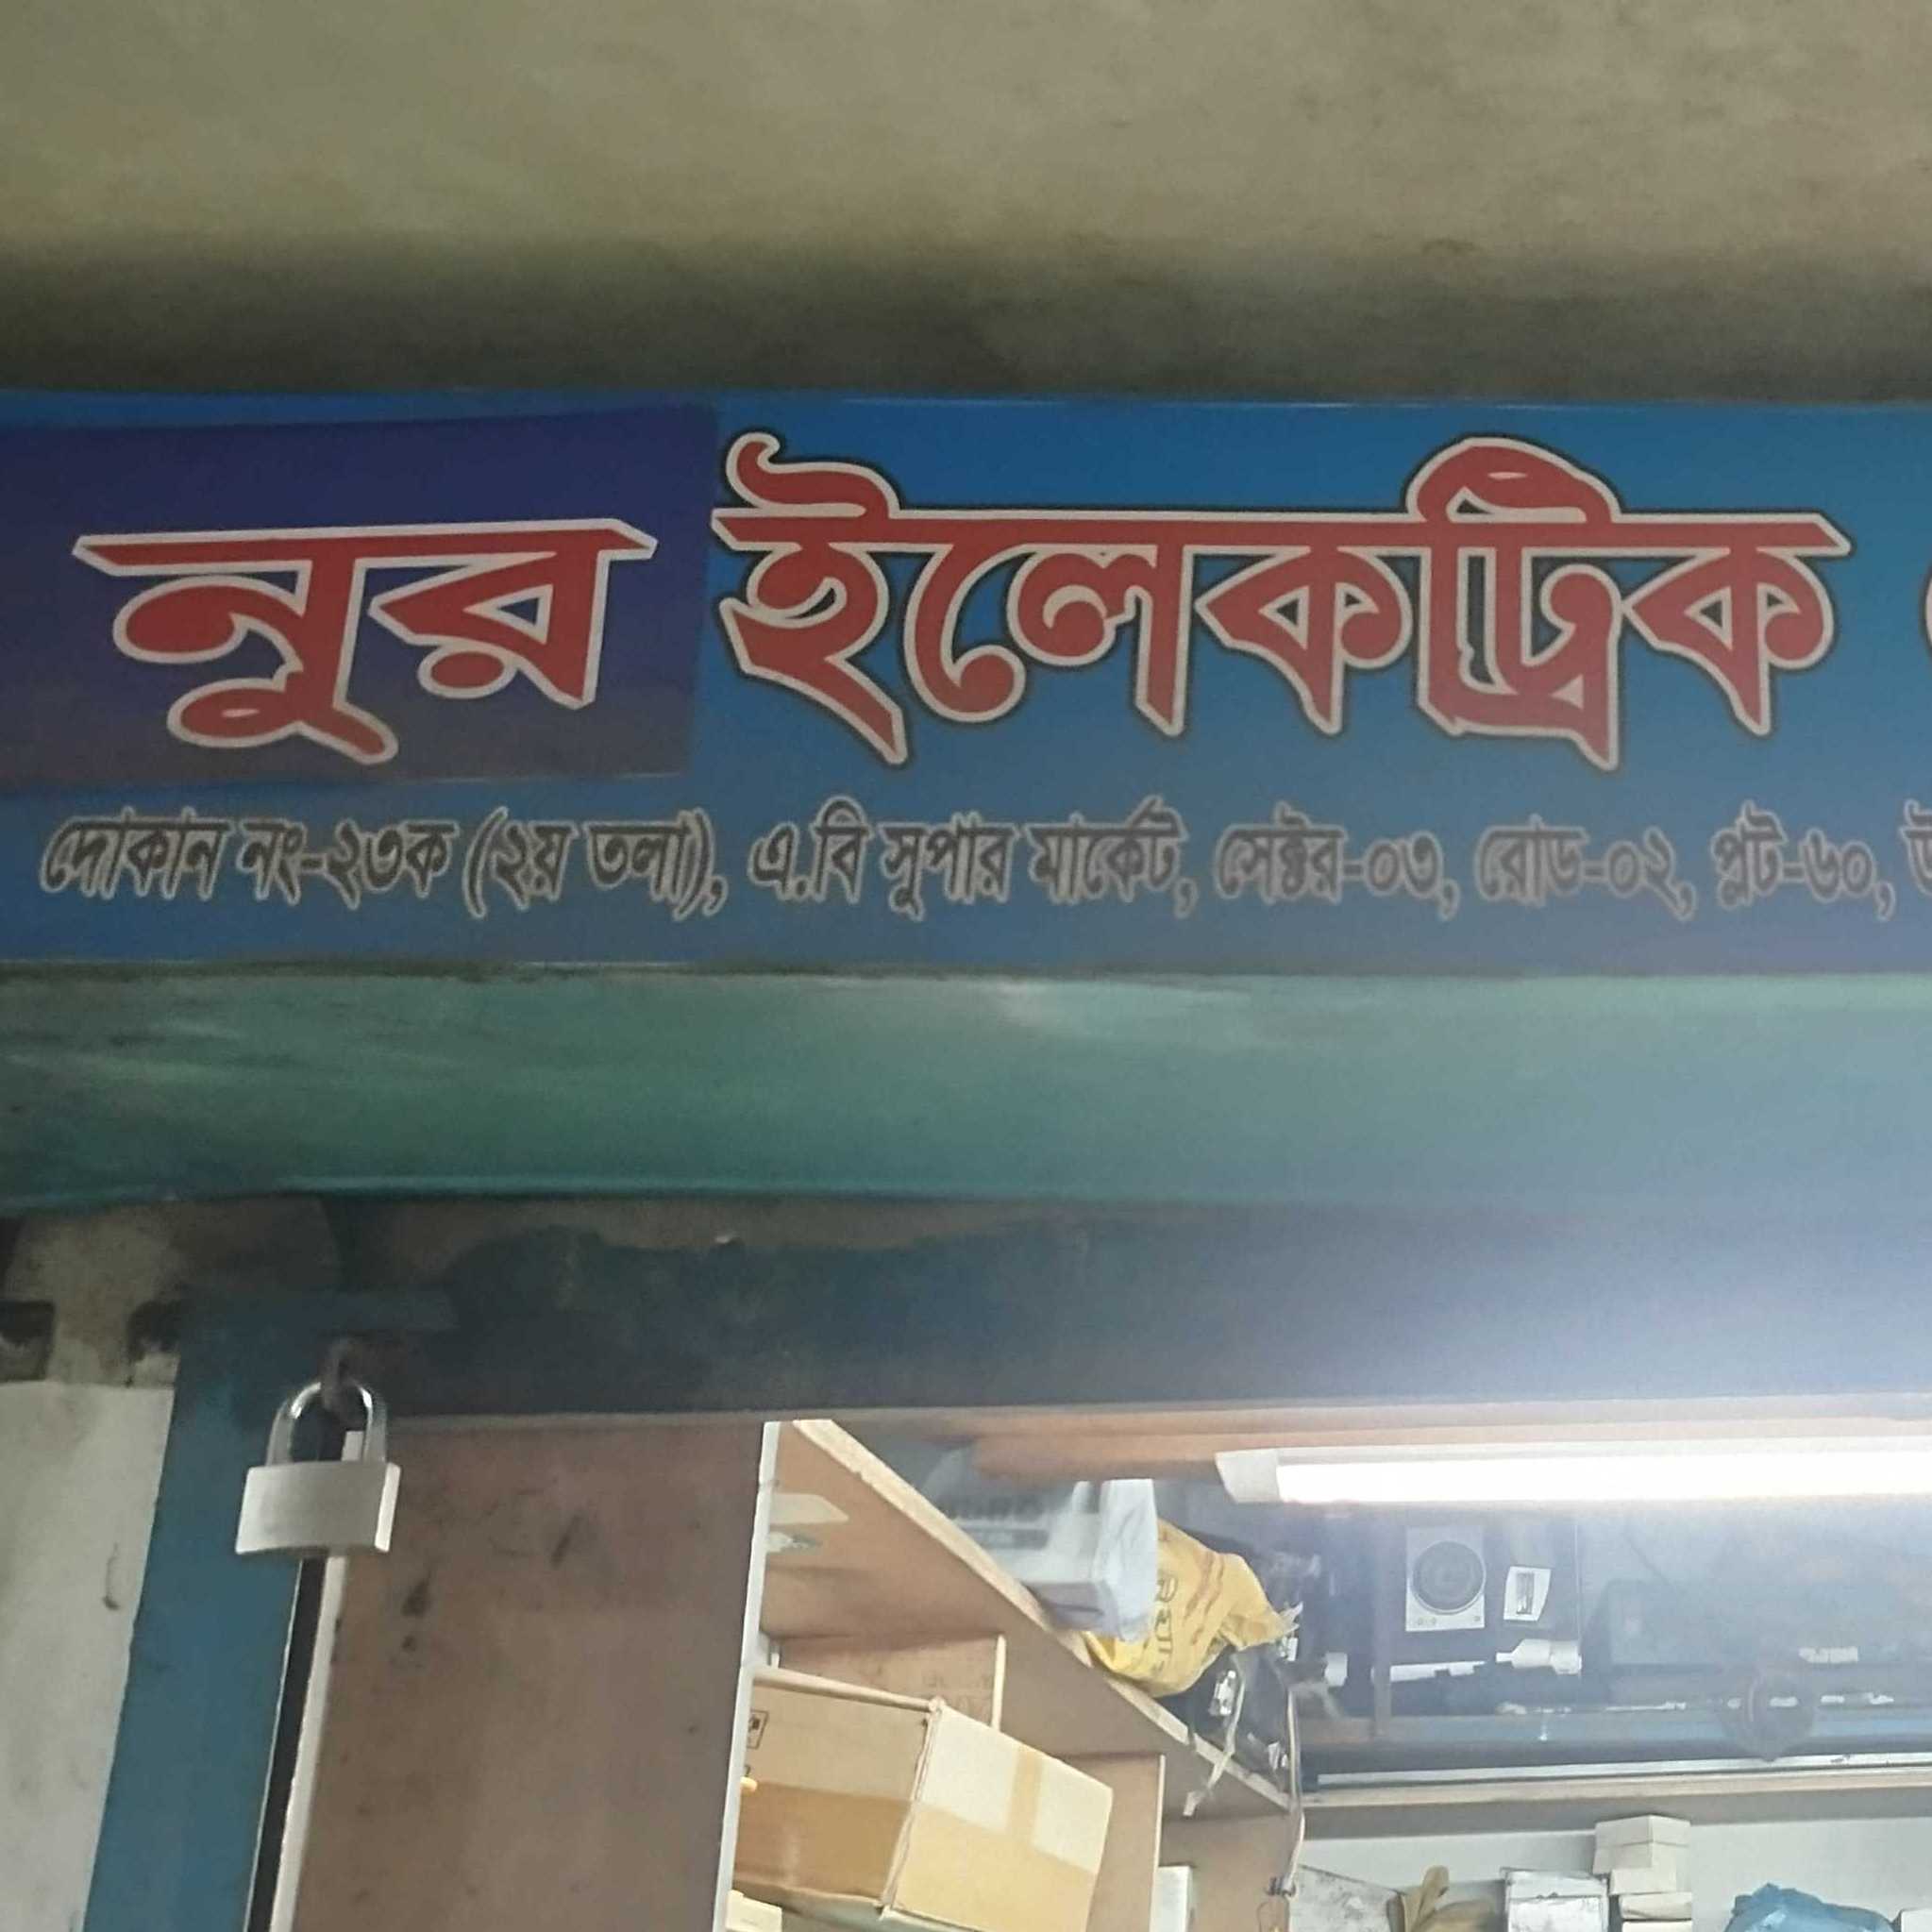 নুর ইলেকট্রিক
দোকান নং-২৩ক (২য় তলা), এ.বি সুপার মার্কেট, সেক্টর-০৩, রোড-০২, প্লট-৬০,